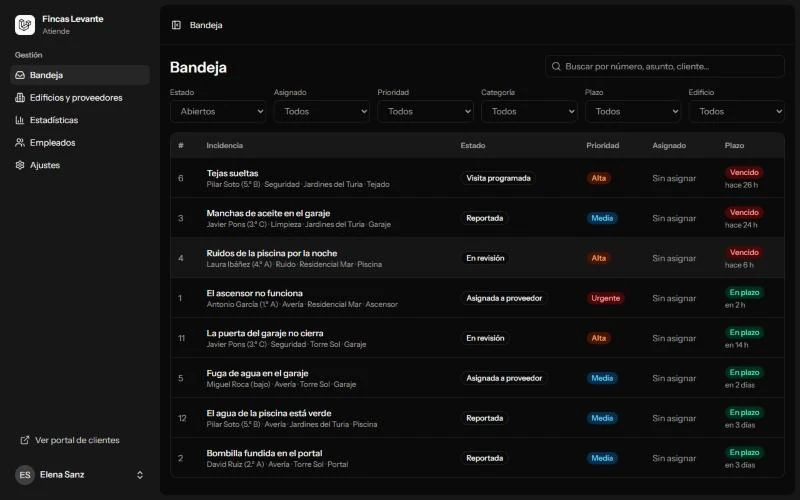 Fincas Levante
Atiende
Gestión
Bandeja
Edificios y proveedores
Estadísticas
Empleados
Ajustes
Ver portal de clientes
ES
Elena Sanz
Bandeja
Bandeja
Buscar por número, asunto, cliente...
Estado
Asignado
Prioridad
Categoría
Plazo
Edificio
Abiertos
Todos
Todos
Todos
Todos
Todos
# Incidencia Estado Prioridad Asignado Plazo
6 Tejas sueltas Visita programada Alta Sin asignar Vencido
Pilar Soto (5.º B) · Seguridad · Jardines del Turia · Tejado hace 26 h
3 Manchas de aceite en el garaje Reportada Media Sin asignar Vencido
Javier Pons (3.º C) · Limpieza · Jardines del Turia · Garaje hace 24 h
4 Ruidos de la piscina por la noche En revisión Alta Sin asignar Vencido
Laura Ibáñez (4.º A) · Ruido · Residencial Mar · Piscina hace 6 h
1 El ascensor no funciona Asignada a proveedor Urgente Sin asignar En plazo
Antonio García (1.º A) · Avería · Residencial Mar · Ascensor en 2 h
11 La puerta del garaje no cierra En revisión Alta Sin asignar En plazo
Javier Pons (3.º C) · Seguridad · Torre Sol · Garaje en 14 h
5 Fuga de agua en el garaje Asignada a proveedor Media Sin asignar En plazo
Miguel Roca (bajo) · Avería · Torre Sol · Garaje en 2 días
12 El agua de la piscina está verde Reportada Media Sin asignar En plazo
Pilar Soto (5.º B) · Avería · Jardines del Turia · Piscina en 3 días
2 Bombilla fundida en el portal Reportada Media Sin asignar En plazo
David Ruiz (2.º A) · Avería · Torre Sol · Portal en 3 días